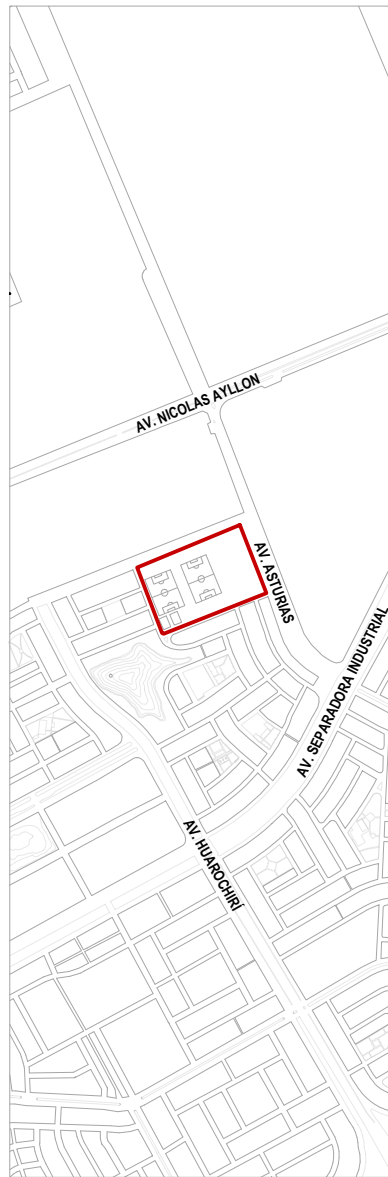 AV. NICOLAS AYLLON
AV. ASTURIAS
AV. SEPARADORA INDUSTRIAL
AV. HUAROCHIRÍ